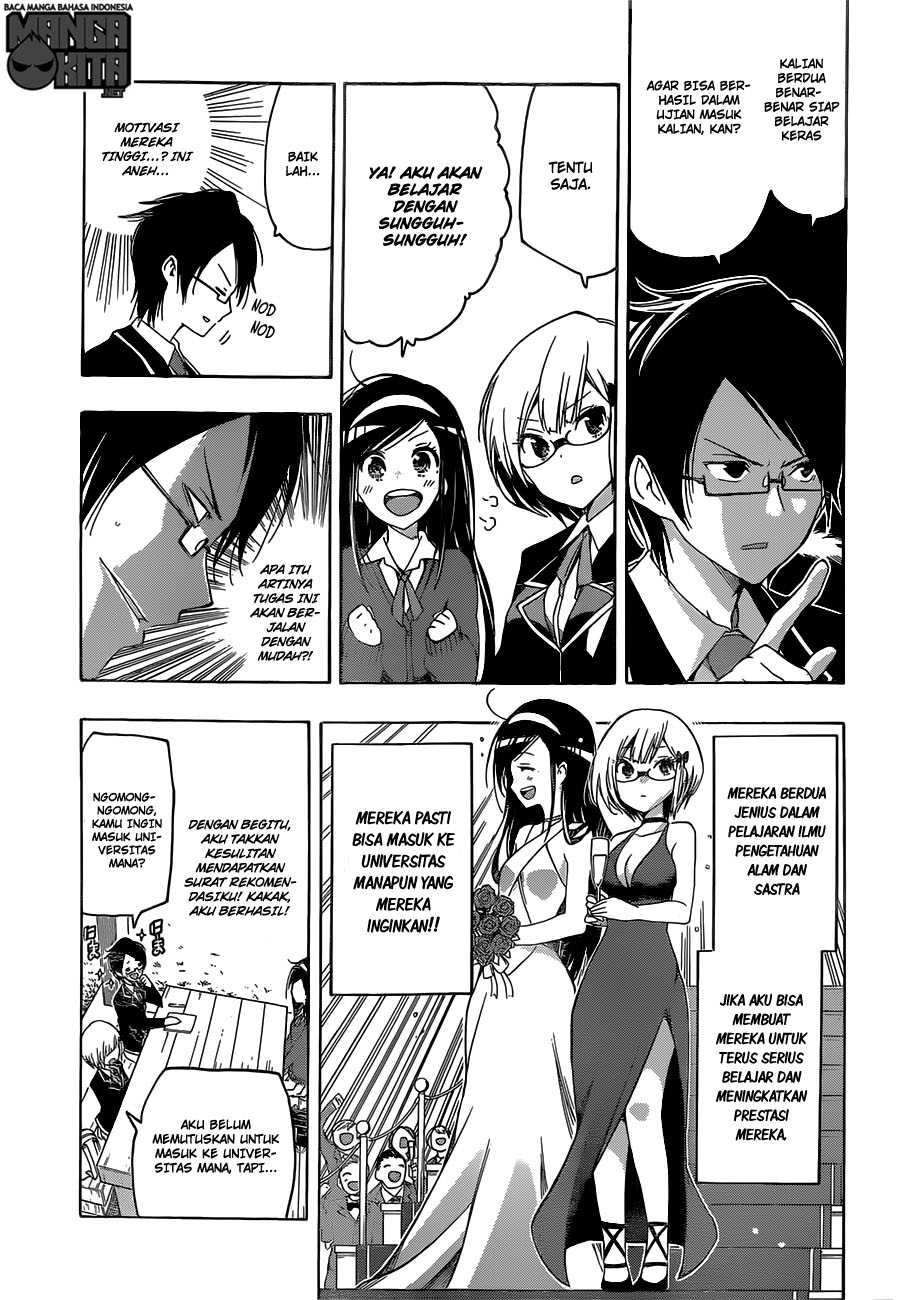 BACA MANGA BAHASA INDONESIA
MANGA
KITA
.NET
KALIAN
BERDUA
BENAR-
BENAR SIAP
BELAJAR
KERAS
AGAR BISA BER-
HASIL DALAM
UJIAN MASUK
KALIAN, KAN?
TENTU
SAJA.
YA! AKU AKAN
BELAJAR
DENGAN
SUNGGUH-
SUNGGUH!
BAIK
LAH...
MOTIVASI
MEREKA
TINGGI...? INI
ANEH...
NOD
NOD
APA ITU
ARTINYA
TUGAS INI
AKAN BER-
JALAN
DENGAN
MUDAH?!
MEREKA BERDUA
JENIUS DALAM
PELAJARAN ILMU
PENGETAHUAN
ALAM DAN
SASTRA
JIKA AKU BISA
MEMBUAT
MEREKA UNTUK
TERUS SERIUS
BELAJAR DAN
MENINGKATKAN
PRESTASI
MEREKA,
MEREKA PASTI
BISA MASUK KE
UNIVERSITAS
MANAPUN YANG
MEREKA
INGINKAN!!
DENGAN BEGITU,
AKU TAKKAN
KESULITAN
MENDAPATKAN
SURAT REKOMEN-
DASIKU! KAKAK,
AKU BERHASIL!
NGOMONG-
NGOMONG,
KAMU INGIN
MASUK UNI-
VERSITAS
MANA?
にま
にま
AKU BELUM
MEMUTUSKAN UNTUK
MASUK KE UNIVER-
SITAS MANA, TAPI...